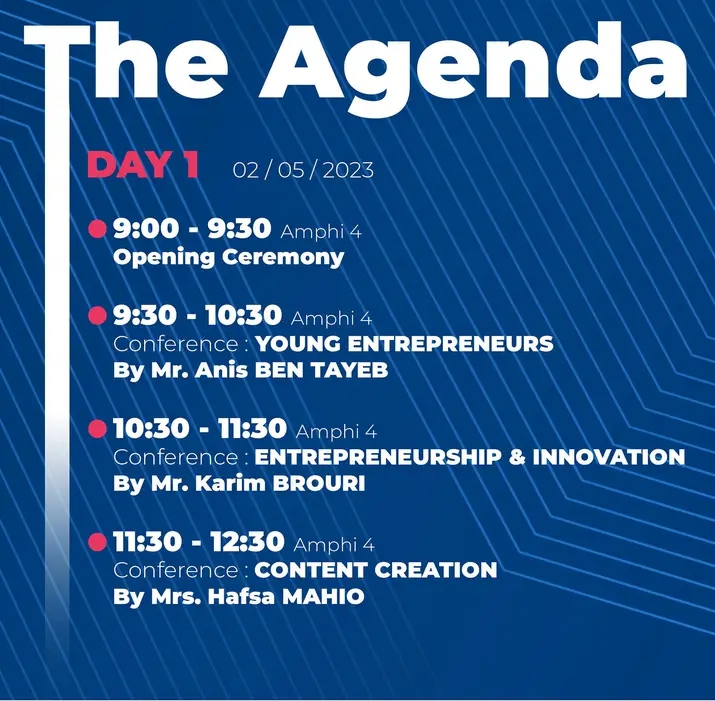 The Agenda
DAY 1 02 / 05 / 2023
9:00 - 9:30 Amphi 4
Opening Ceremony
9:30 - 10:30 Amphi 4
Conference : YOUNG ENTREPRENEURS
By Mr. Anis BEN TAYEB
10:30 - 11:30 Amphi 4
Conference : ENTREPRENEURSHIP & INNOVATION
By Mr. Karim BROURI
11:30 - 12:30 Amphi 4
Conference : CONTENT CREATION
By Mrs. Hafsa MAHIO